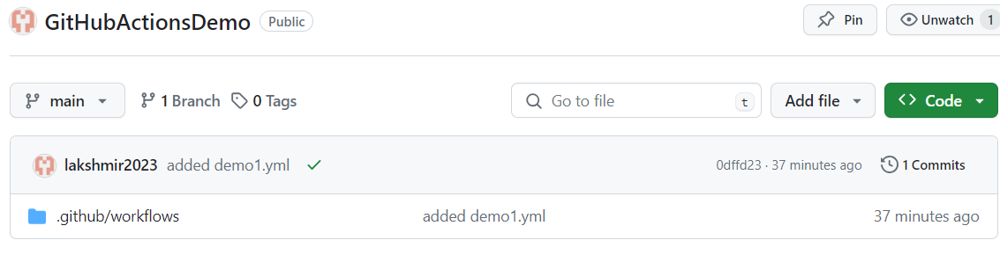 GitHubActionsDemo Public Pin Unwatch 1
main 1 Branch 0 Tags Go to file t Add file Code
lakshmir2023 added demo1.yml 0dffd23 · 37 minutes ago 1 Commits
.github/workflows added demo1.yml 37 minutes ago